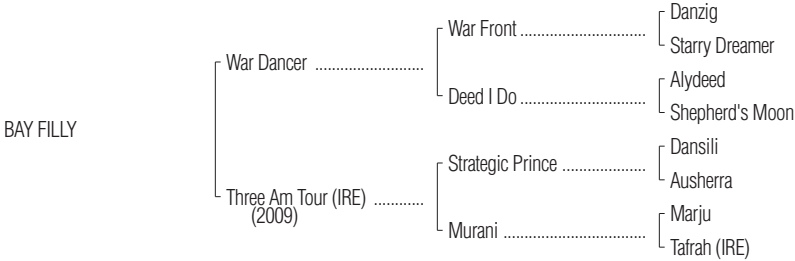 Danzig
War Front ..............................
Starry Dreamer
War Dancer ..........................
Alydeed
Deed I Do ..............................
Shepherd's Moon
BAY FILLY
Dansili
Strategic Prince ....................
Ausherra
Three Am Tour (IRE) ............
(2009)
Marju
Murani ..................................
Tafrah (IRE)